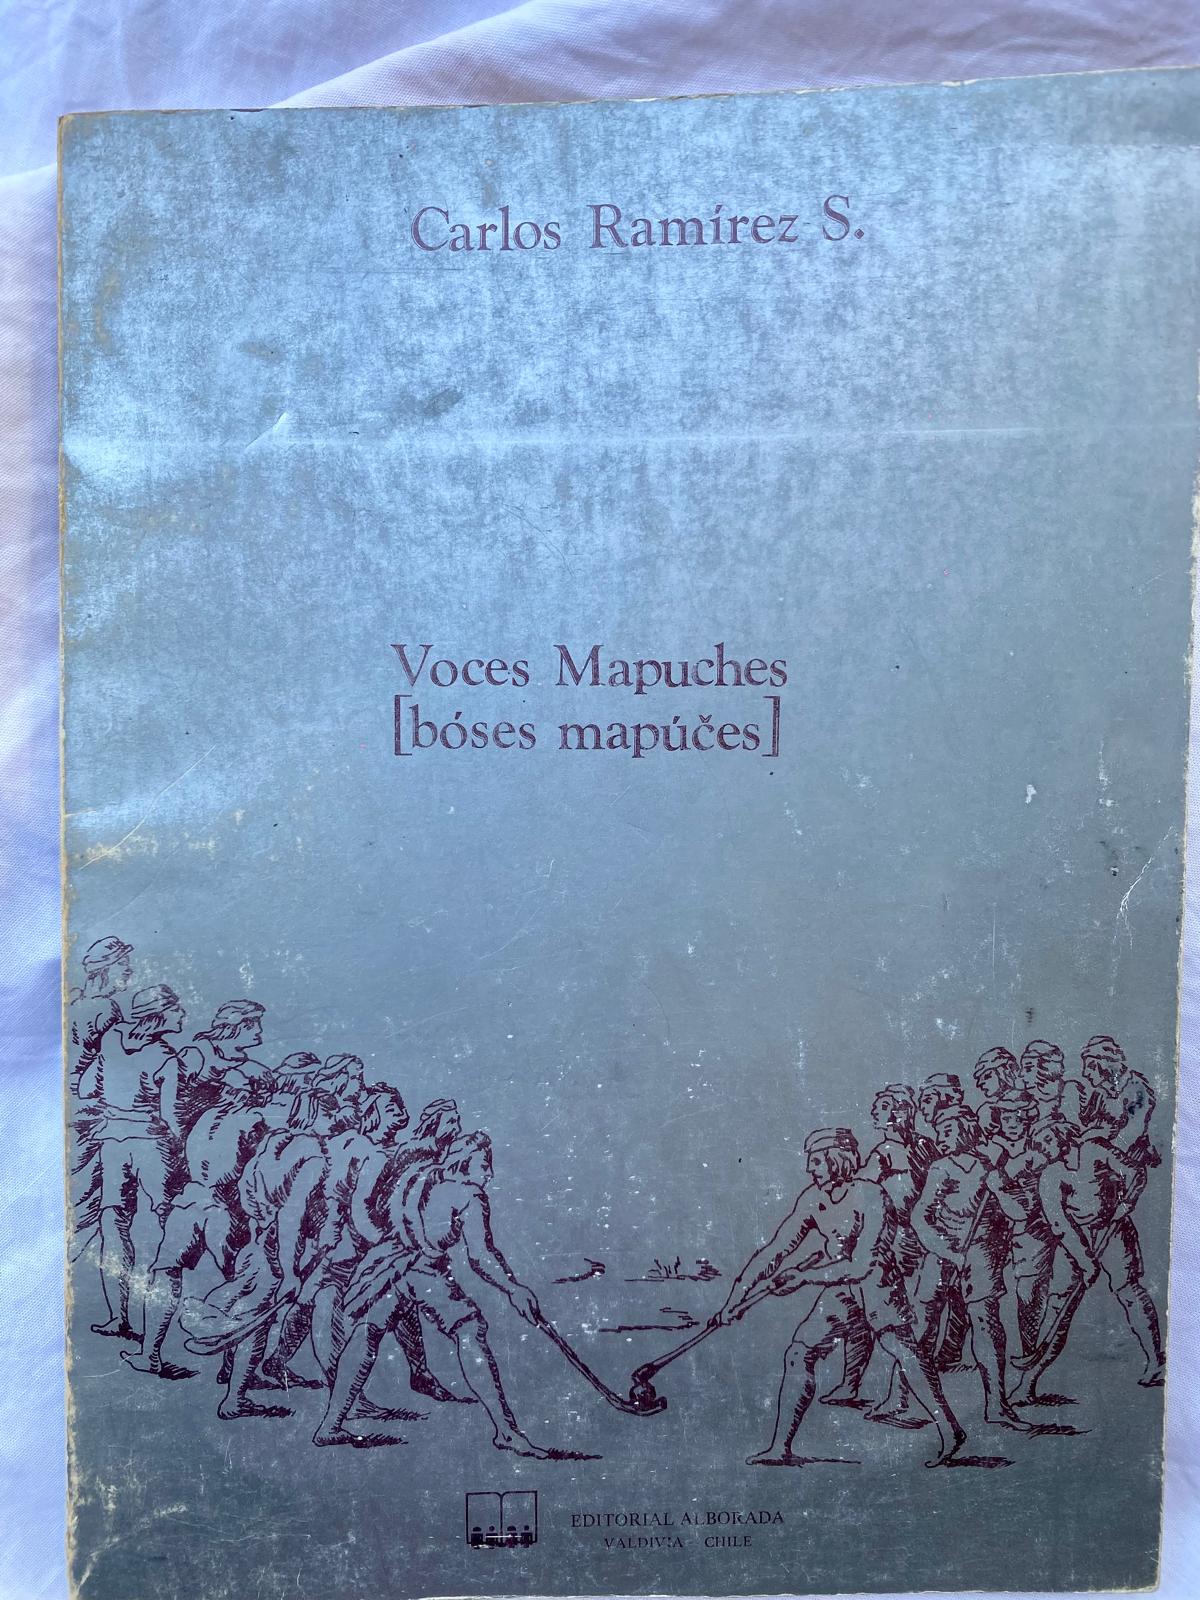 Carlos Ramírez S.
Voces Mapuches
[bóses mapúčes]
EDITORIAL ALBORADA
VALDIVIA - CHILE